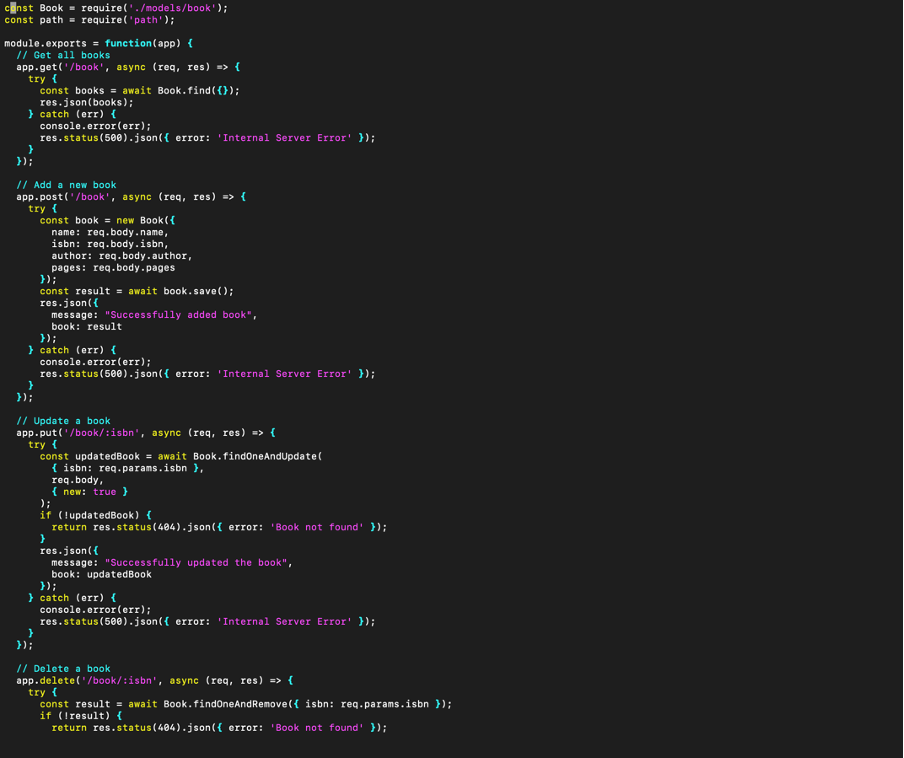 const Book = require('./models/book');
const path = require('path');

module.exports = function(app) {
  // Get all books
  app.get('/book', async (req, res) => {
    try {
      const books = await Book.find({});
      res.json(books);
    } catch (err) {
      console.error(err);
      res.status(500).json({ error: 'Internal Server Error' });
    }
  });

  // Add a new book
  app.post('/book', async (req, res) => {
    try {
      const book = new Book({
        name: req.body.name,
        isbn: req.body.isbn,
        author: req.body.author,
        pages: req.body.pages
      });
      const result = await book.save();
      res.json({
        message: "Successfully added book",
        book: result
      });
    } catch (err) {
      console.error(err);
      res.status(500).json({ error: 'Internal Server Error' });
    }
  });

  // Update a book
  app.put('/book/:isbn', async (req, res) => {
    try {
      const updatedBook = await Book.findOneAndUpdate(
        { isbn: req.params.isbn },
        req.body,
        { new: true }
      );
      if (!updatedBook) {
        return res.status(404).json({ error: 'Book not found' });
      }
      res.json({
        message: "Successfully updated the book",
        book: updatedBook
      });
    } catch (err) {
      console.error(err);
      res.status(500).json({ error: 'Internal Server Error' });
    }
  });

  // Delete a book
  app.delete('/book/:isbn', async (req, res) => {
    try {
      const result = await Book.findOneAndRemove({ isbn: req.params.isbn });
      if (!result) {
        return res.status(404).json({ error: 'Book not found' });